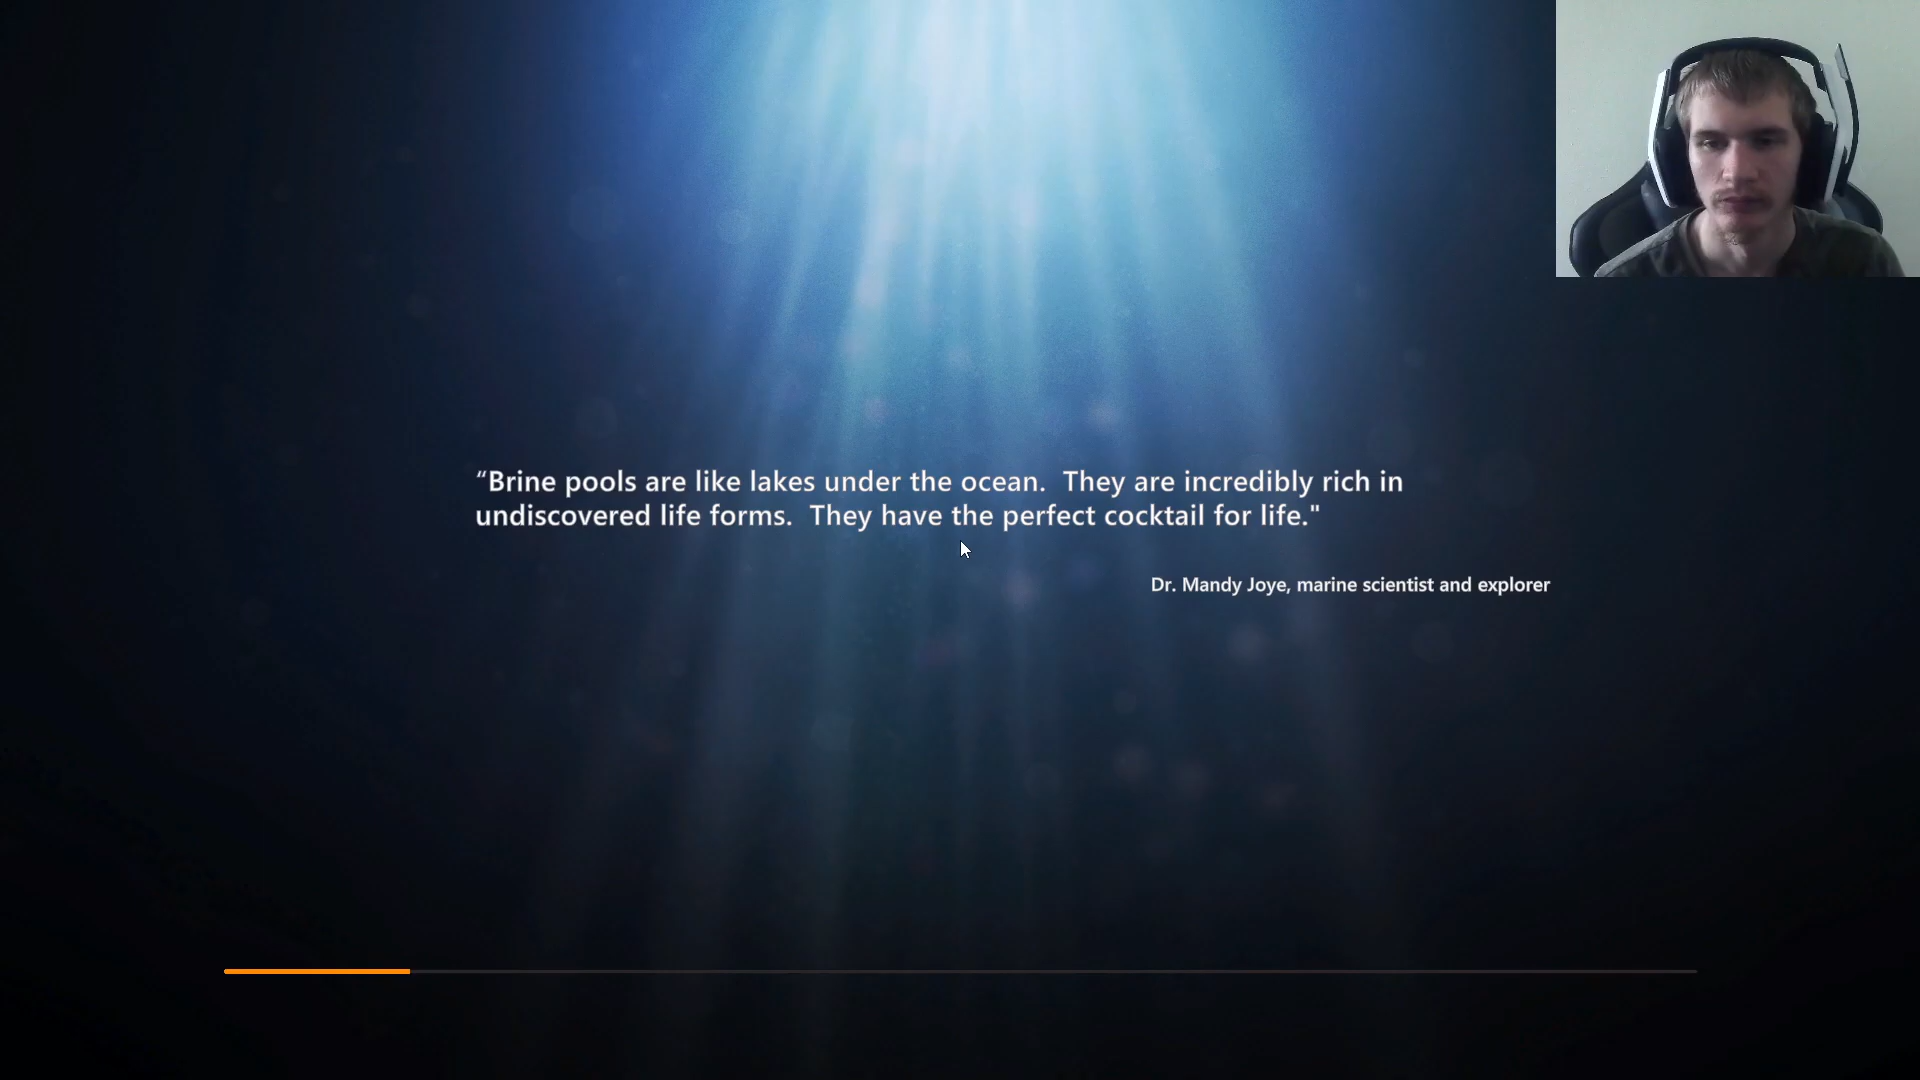 “Brine pools are like lakes under the ocean.  They are incredibly rich in
undiscovered life forms.  They have the perfect cocktail for life."
Dr. Mandy Joye, marine scientist and explorer